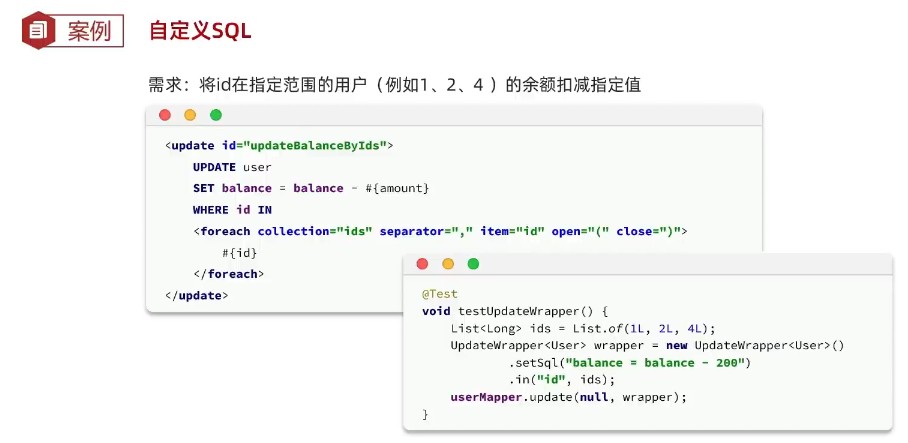 案例 自定义SQL
需求：将id在指定范围的用户（例如1、2、4 ）的余额扣减指定值
<update id="updateBalanceByIds">
    UPDATE user
    SET balance = balance - #{amount}
    WHERE id IN
    <foreach collection="ids" separator="," item="id" open="(" close=")">
        #{id}
    </foreach>
</update>
@Test
void testUpdateWrapper() {
    List<Long> ids = List.of(1L, 2L, 4L);
    UpdateWrapper<User> wrapper = new UpdateWrapper<User>()
            .setSql("balance = balance - 200")
            .in("id", ids);
    userMapper.update(null, wrapper);
}